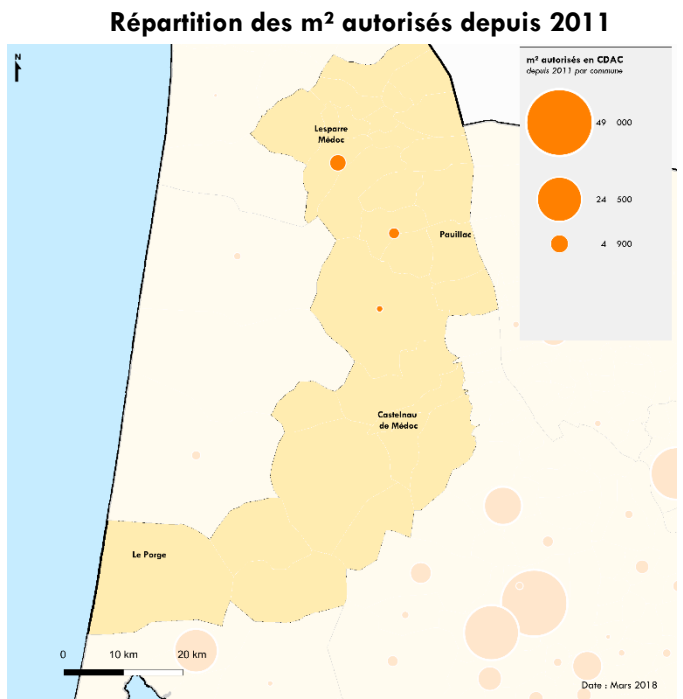 Répartition des m² autorisés depuis 2011
N
m² autorisés en CDAC
depuis 2011 par commune
49 000
24 500
4 900
Lesparre
Médoc
Pauillac
Castelnau
de Médoc
Le Porge
0 10 km 20 km
Date : Mars 2018